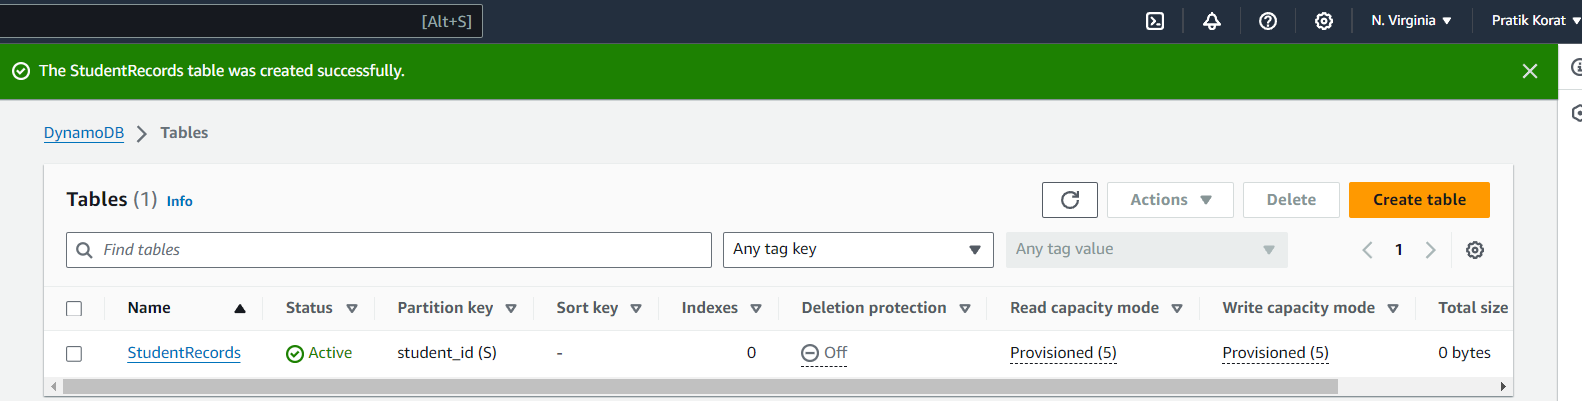 [Alt+S] N. Virginia Pratik Korat
The StudentRecords table was created successfully.
DynamoDB Tables
Tables (1) Info Actions Delete Create table
Find tables Any tag key Any tag value 1
Name Status Partition key Sort key Indexes Deletion protection Read capacity mode Write capacity mode Total size
StudentRecords Active student_id (S) - 0 Off Provisioned (5) Provisioned (5) 0 bytes